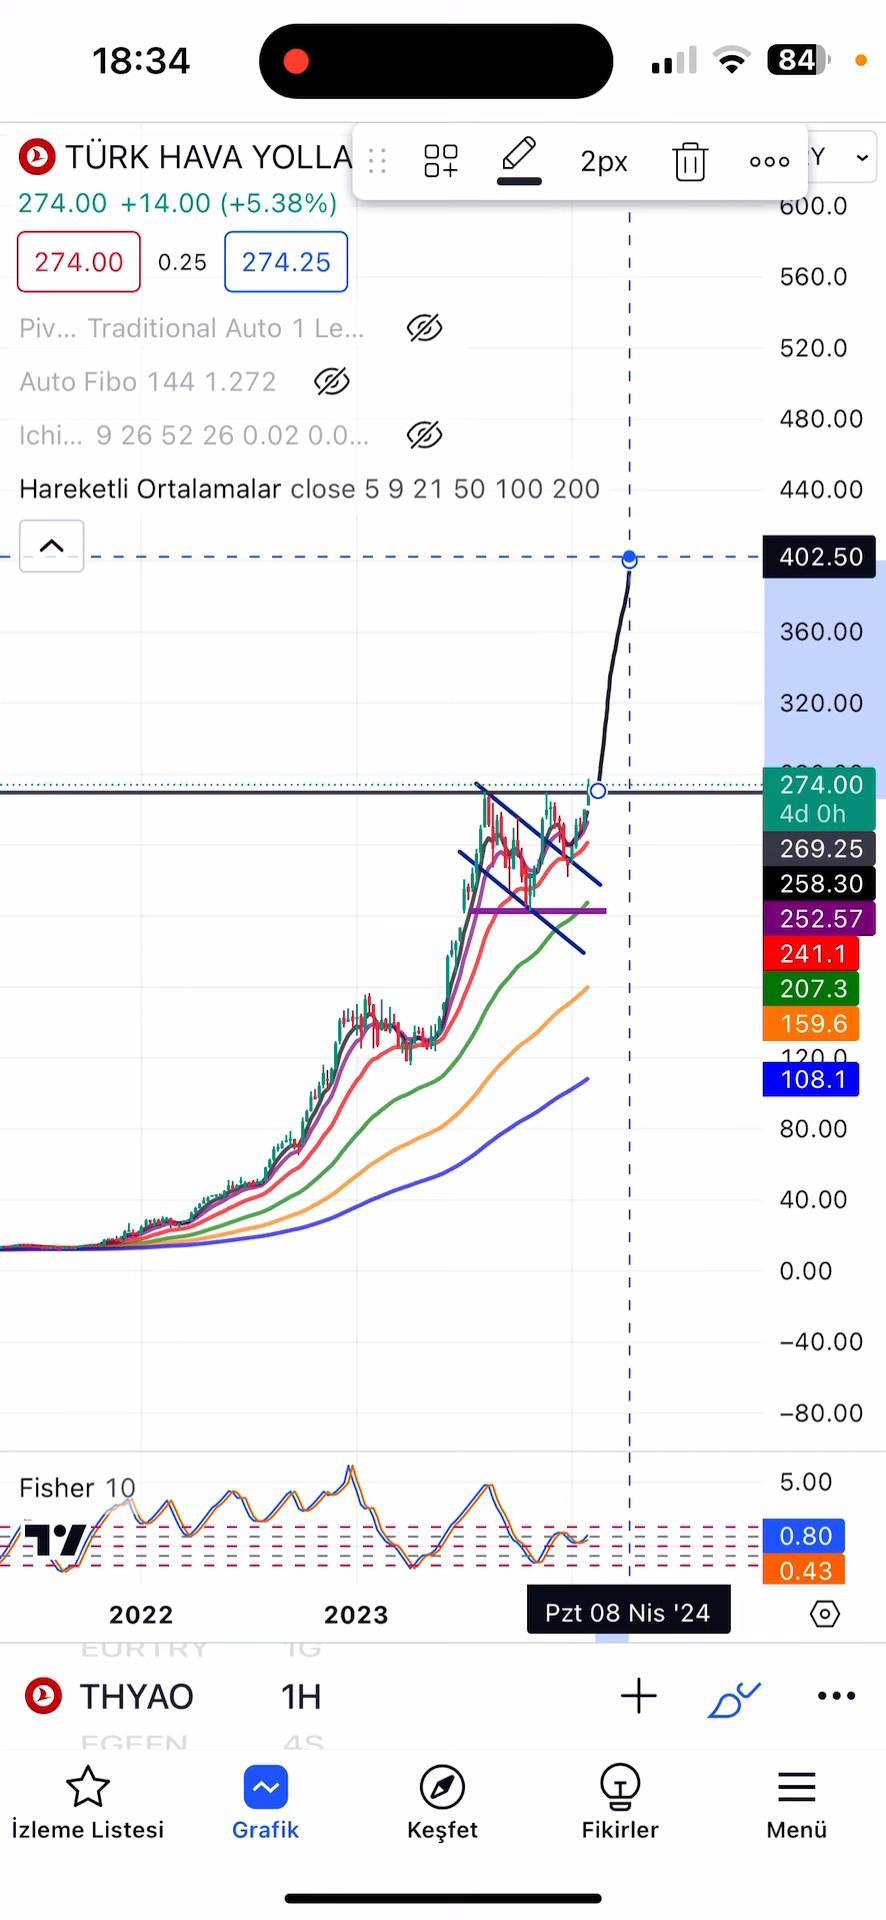 18:34
84
TÜRK HAVA YOLLA
2px
Y
274.00 +14.00 (+5.38%)
600.0
274.00 0.25 274.25
560.0
Piv... Traditional Auto 1 Le...
520.0
Auto Fibo 144 1.272
Ichi... 9 26 52 26 0.02 0.0...
480.00
Hareketli Ortalamalar close 5 9 21 50 100 200
440.00
402.50
360.00
320.00
274.00
4d 0h
269.25
258.30
252.57
241.1
207.3
159.6
120.0
108.1
80.00
40.00
0.00
−40.00
−80.00
Fisher 10
5.00
0.80
0.43
2022 2023 Pzt 08 Nis '24
EURTRY 1G
THYAO 1H
EGEEN 4S
İzleme Listesi Grafik Keşfet Fikirler Menü